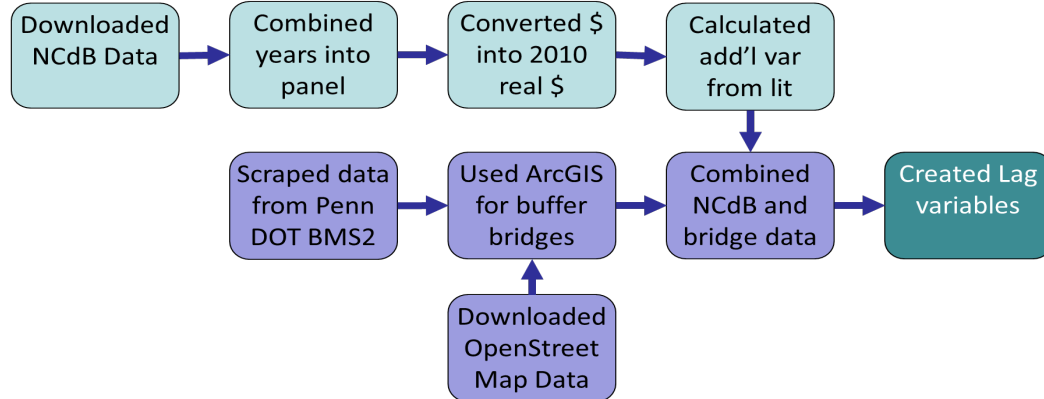 Downloaded
NCdB Data
Combined
years into
panel
Converted $
into 2010
real $
Calculated
add'l var
from lit
Scraped data
from Penn
DOT BMS2
Used ArcGIS
for buffer
bridges
Combined
NCdB and
bridge data
Created Lag
variables
Downloaded
OpenStreet
Map Data